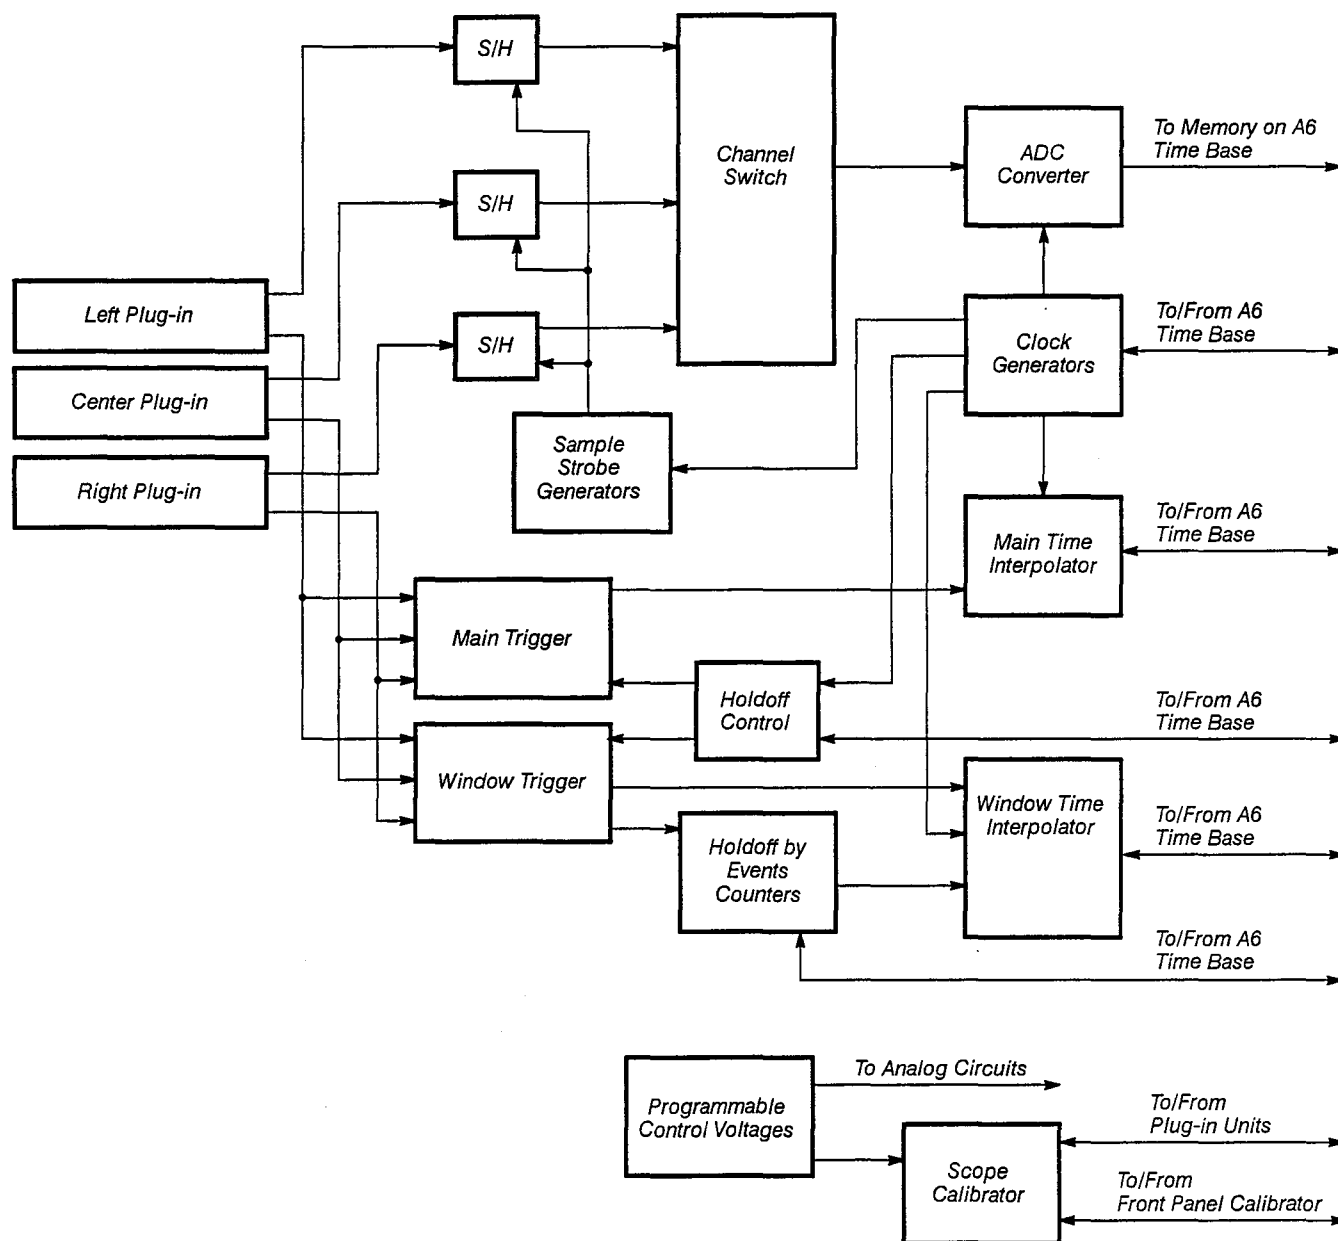 S/H
Channel
Switch
ADC
Converter
To Memory on A6
Time Base
S/H
Left Plug-in
Center Plug-in
Right Plug-in
S/H
Clock
Generators
To/From A6
Time Base
Sample
Strobe
Generators
Main Time
Interpolator
To/From A6
Time Base
Main Trigger
Holdoff
Control
To/From A6
Time Base
Window Trigger
Window Time
Interpolator
To/From A6
Time Base
Holdoff by
Events
Counters
To/From A6
Time Base
Programmable
Control Voltages
To Analog Circuits
Scope
Calibrator
To/From
Plug-in Units
To/From
Front Panel Calibrator